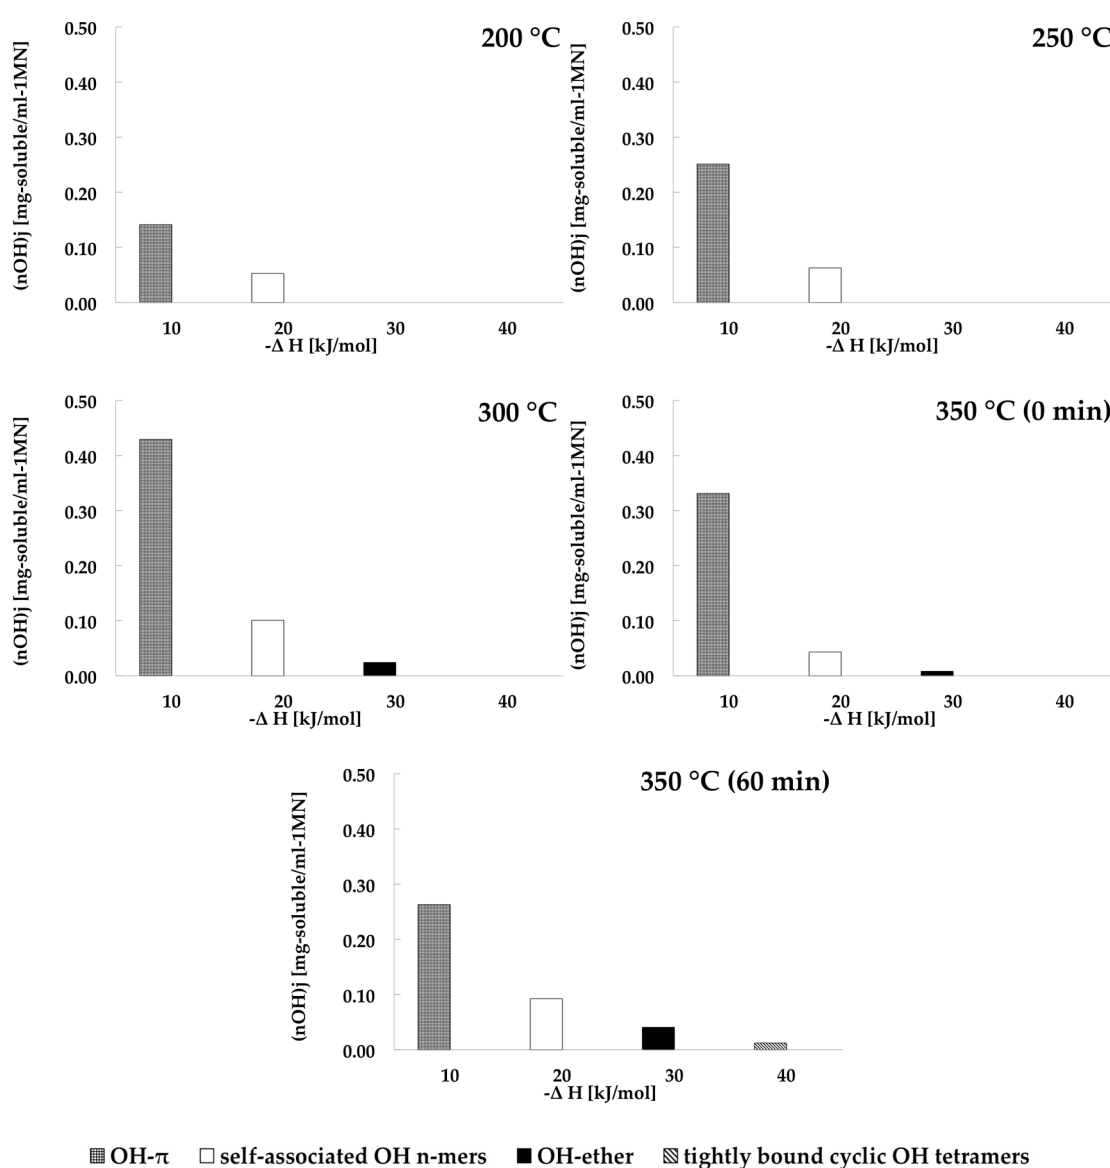 200 °C
(nOH)j [mg-soluble/ml-1MN]
0.50
0.40
0.30
0.20
0.10
0.00
10 20 30 40
-Δ H [kJ/mol]
250 °C
(nOH)j [mg-soluble/ml-1MN]
0.50
0.40
0.30
0.20
0.10
0.00
10 20 30 40
-Δ H [kJ/mol]
300 °C
(nOH)j [mg-soluble/ml-1MN]
0.50
0.40
0.30
0.20
0.10
0.00
10 20 30 40
-Δ H [kJ/mol]
350 °C (0 min)
(nOH)j [mg-soluble/ml-1MN]
0.50
0.40
0.30
0.20
0.10
0.00
10 20 30 40
-Δ H [kJ/mol]
350 °C (60 min)
(nOH)j [mg-soluble/ml-1MN]
0.50
0.40
0.30
0.20
0.10
0.00
10 20 30 40
-Δ H [kJ/mol]
OH-π self-associated OH n-mers OH-ether tightly bound cyclic OH tetramers